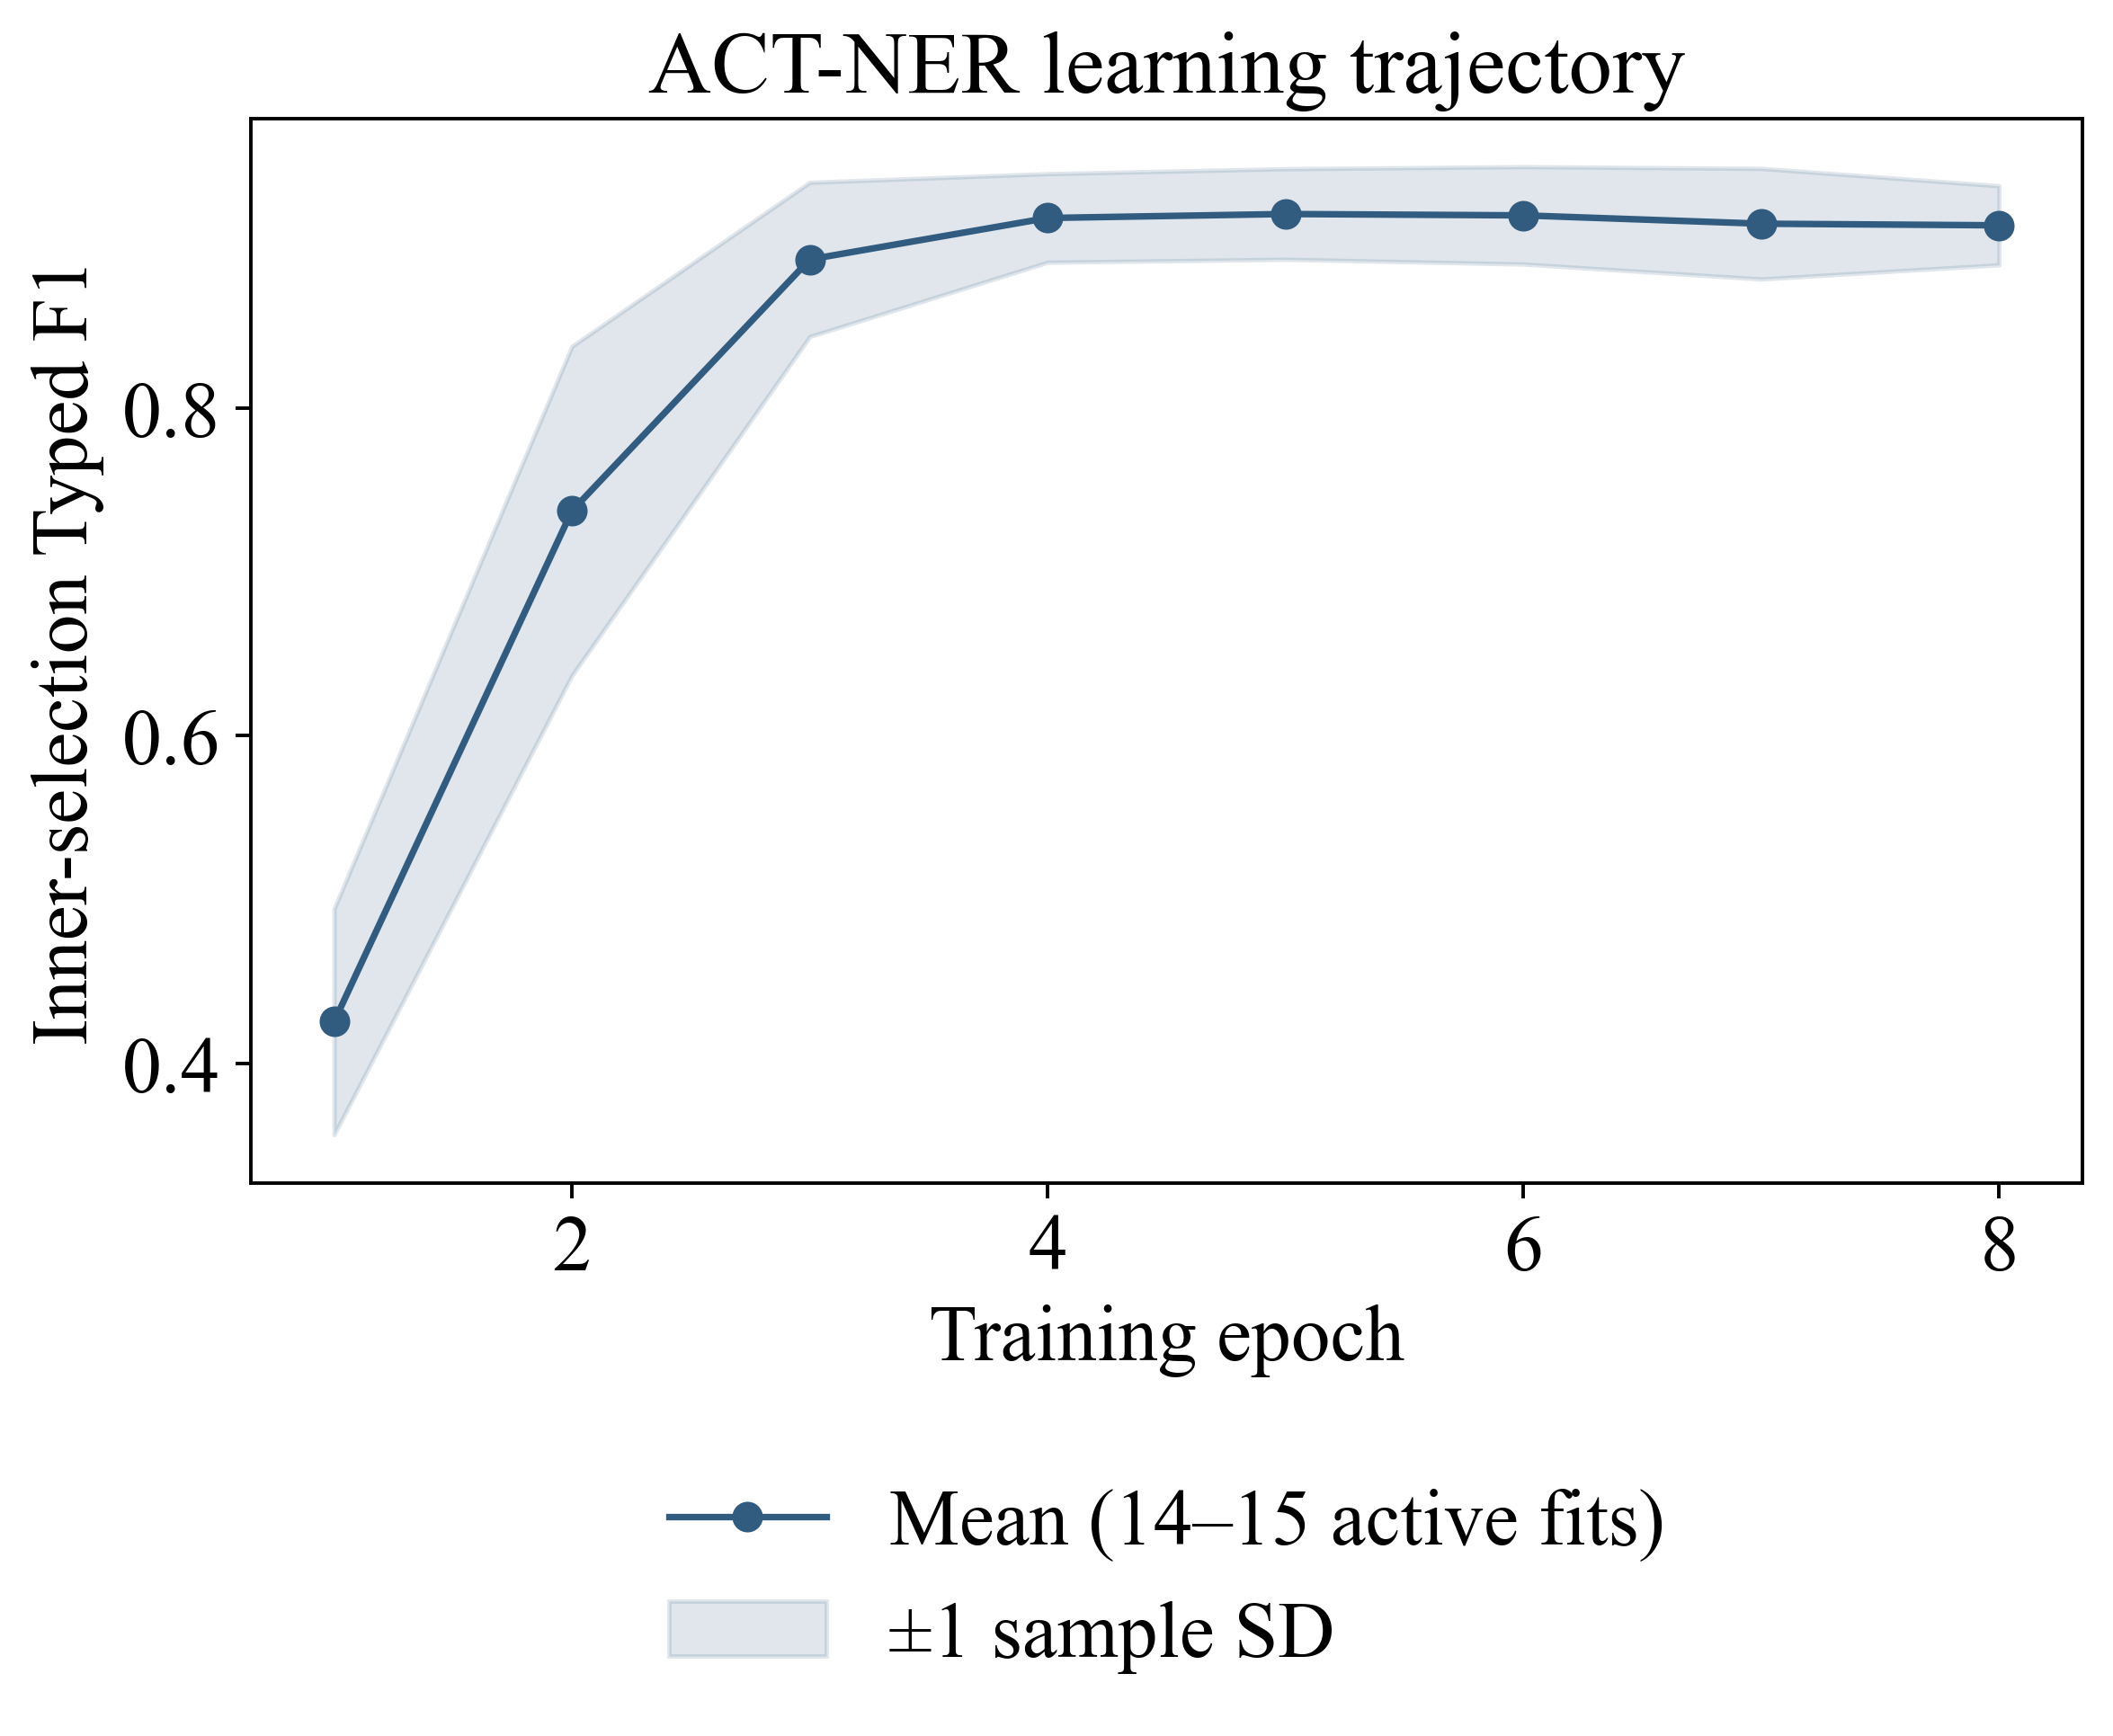 ACT-NER learning trajectory
Inner-selection Typed F1
0.8
0.6
0.4
2 4 6 8
Training epoch
Mean (14–15 active fits)
±1 sample SD